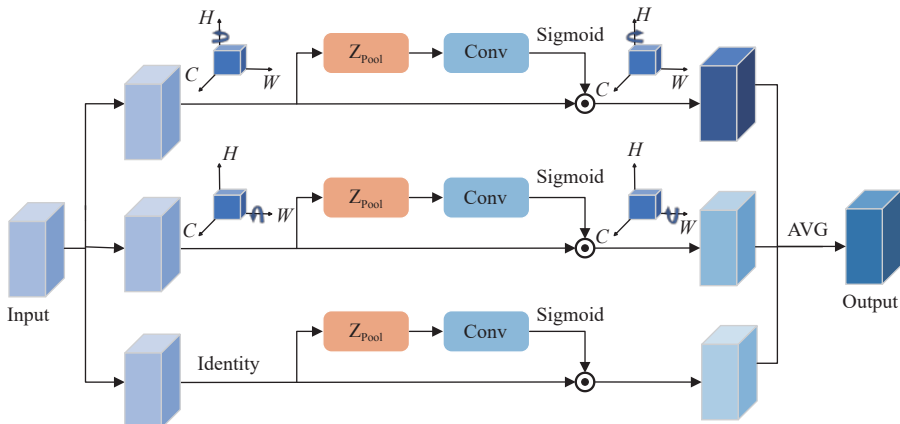 H
C
W
Z_Pool
Conv
Sigmoid
H
C
W
H
C
W
Z_Pool
Conv
Sigmoid
H
C
W
AVG
Input
Output
Identity
Z_Pool
Conv
Sigmoid